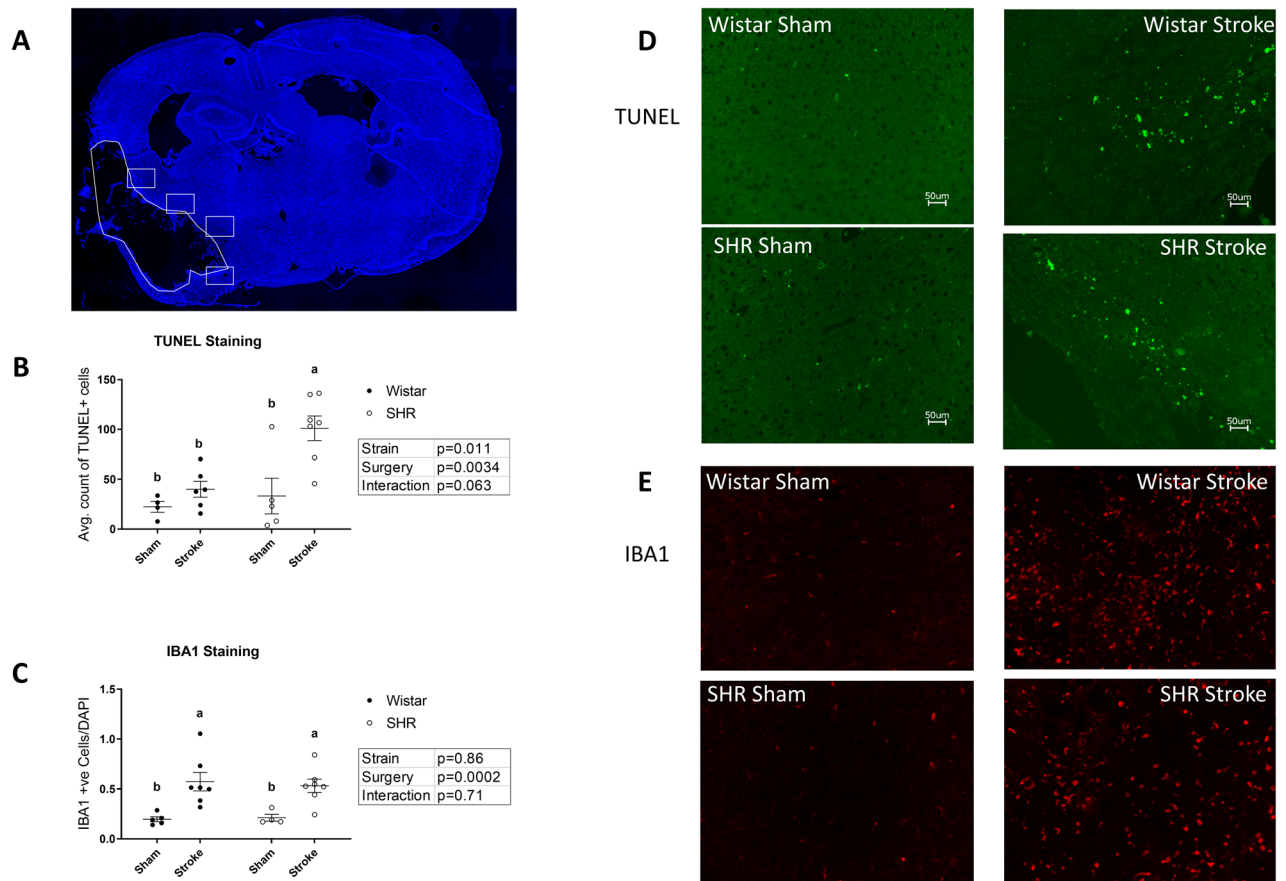 A
TUNEL Staining
B
Avg. count of TUNEL+ cells
150
100
50
0
b
b
b
a
Sham
Stroke
Sham
Stroke
Wistar
SHR
Strain p=0.011
Surgery p=0.0034
Interaction p=0.063
IBA1 Staining
C
IBA1 +ve Cells/DAPI
1.5
1.0
0.5
0.0
b
a
b
a
Sham
Stroke
Sham
Stroke
Wistar
SHR
Strain p=0.86
Surgery p=0.0002
Interaction p=0.71
D
TUNEL
Wistar Sham
50um
Wistar Stroke
50um
SHR Sham
50um
SHR Stroke
50um
E
IBA1
Wistar Sham
Wistar Stroke
SHR Sham
SHR Stroke